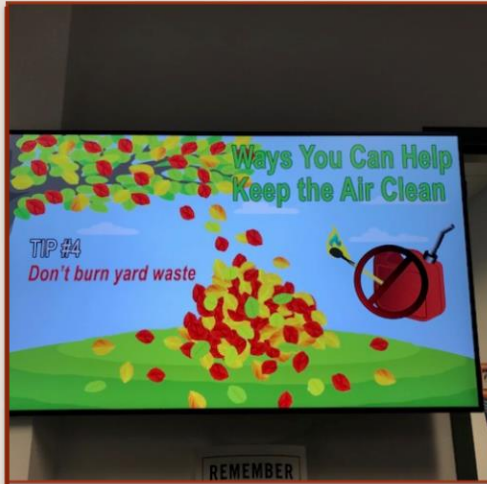 Ways You Can Help
Keep the Air Clean
TIP #4
Don't burn yard waste
REMEMBER